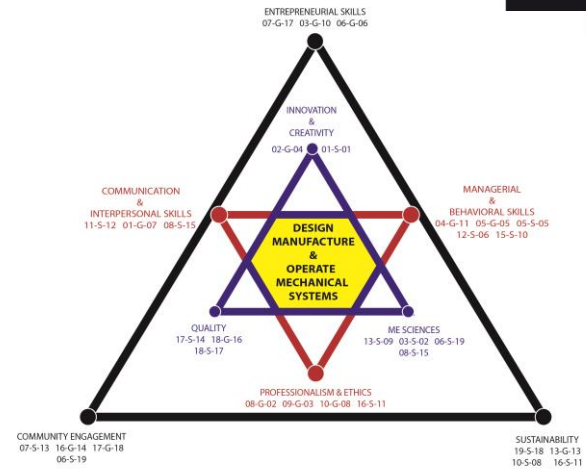 ENTREPRENEURIAL SKILLS
07-G-17 03-G-10 06-G-06
INNOVATION
&
CREATIVITY
02-G-04 01-S-01
COMMUNICATION
&
INTERPERSONAL SKILLS
11-S-12 01-G-07 08-S-15
MANAGERIAL
&
BEHAVIORAL SKILLS
04-G-11 05-G-05 05-S-05
12-S-06 15-S-10
DESIGN
MANUFACTURE
&
OPERATE
MECHANICAL
SYSTEMS
QUALITY
17-S-14 18-G-16
18-S-17
ME SCIENCES
13-S-09 03-S-02 06-S-19
08-S-15
PROFESSIONALISM & ETHICS
08-G-02 09-G-03 10-G-08 16-S-11
COMMUNITY ENGAGEMENT
07-S-13 16-G-14 17-G-18
06-S-19
SUSTAINABILITY
19-S-18 13-G-13
10-S-08 16-S-11